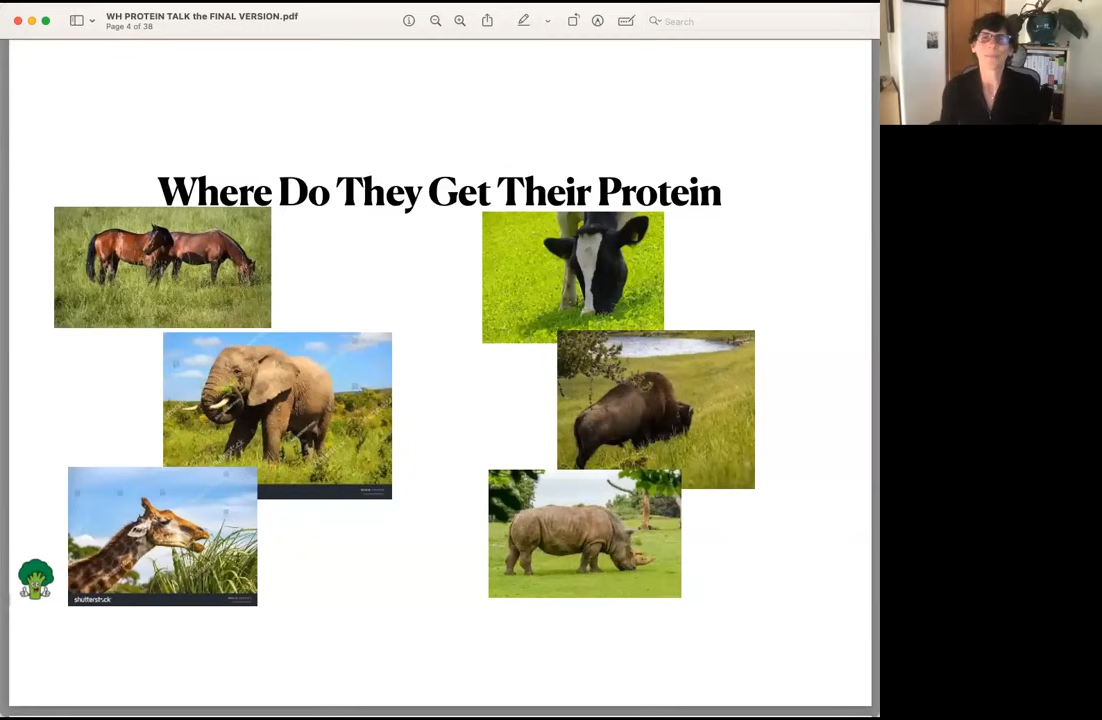 WH PROTEIN TALK the FINAL VERSION.pdf
Page 4 of 38
Search
Where Do They Get Their Protein
shutterstock